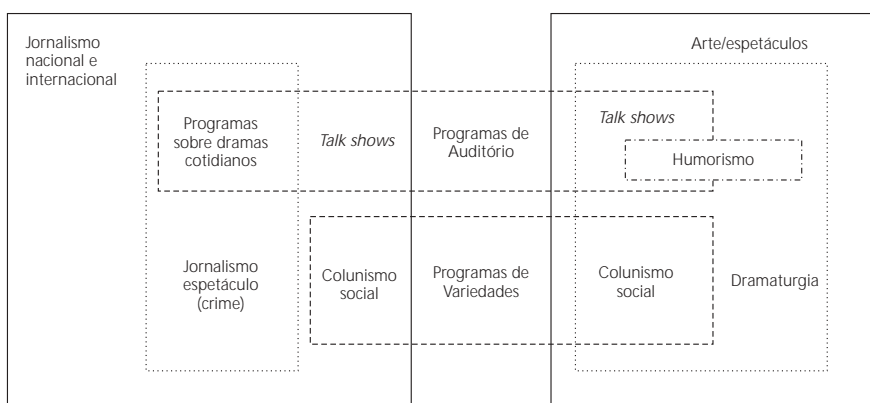 Jornalismo
nacional e
internacional
Arte/espetáculos
Programas
sobre dramas
cotidianos
Talk shows
Programas de
Auditório
Talk shows
Humorismo
Jornalismo
espetáculo
(crime)
Colunismo
social
Programas de
Variedades
Colunismo
social
Dramaturgia